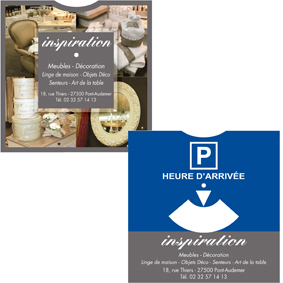 inspiration
Meubles - Décoration
Linge de maison - Objets Déco
Senteurs - Art de la table
18, rue Thiers - 27500 Pont-Audemer
Tél. 02 32 57 14 13
P
HEURE D'ARRIVÉE
inspiration
Meubles - Décoration
Linge de maison - Objets Déco - Senteurs - Art de la table
18, rue Thiers - 27500 Pont-Audemer
Tél. 02 32 57 14 13